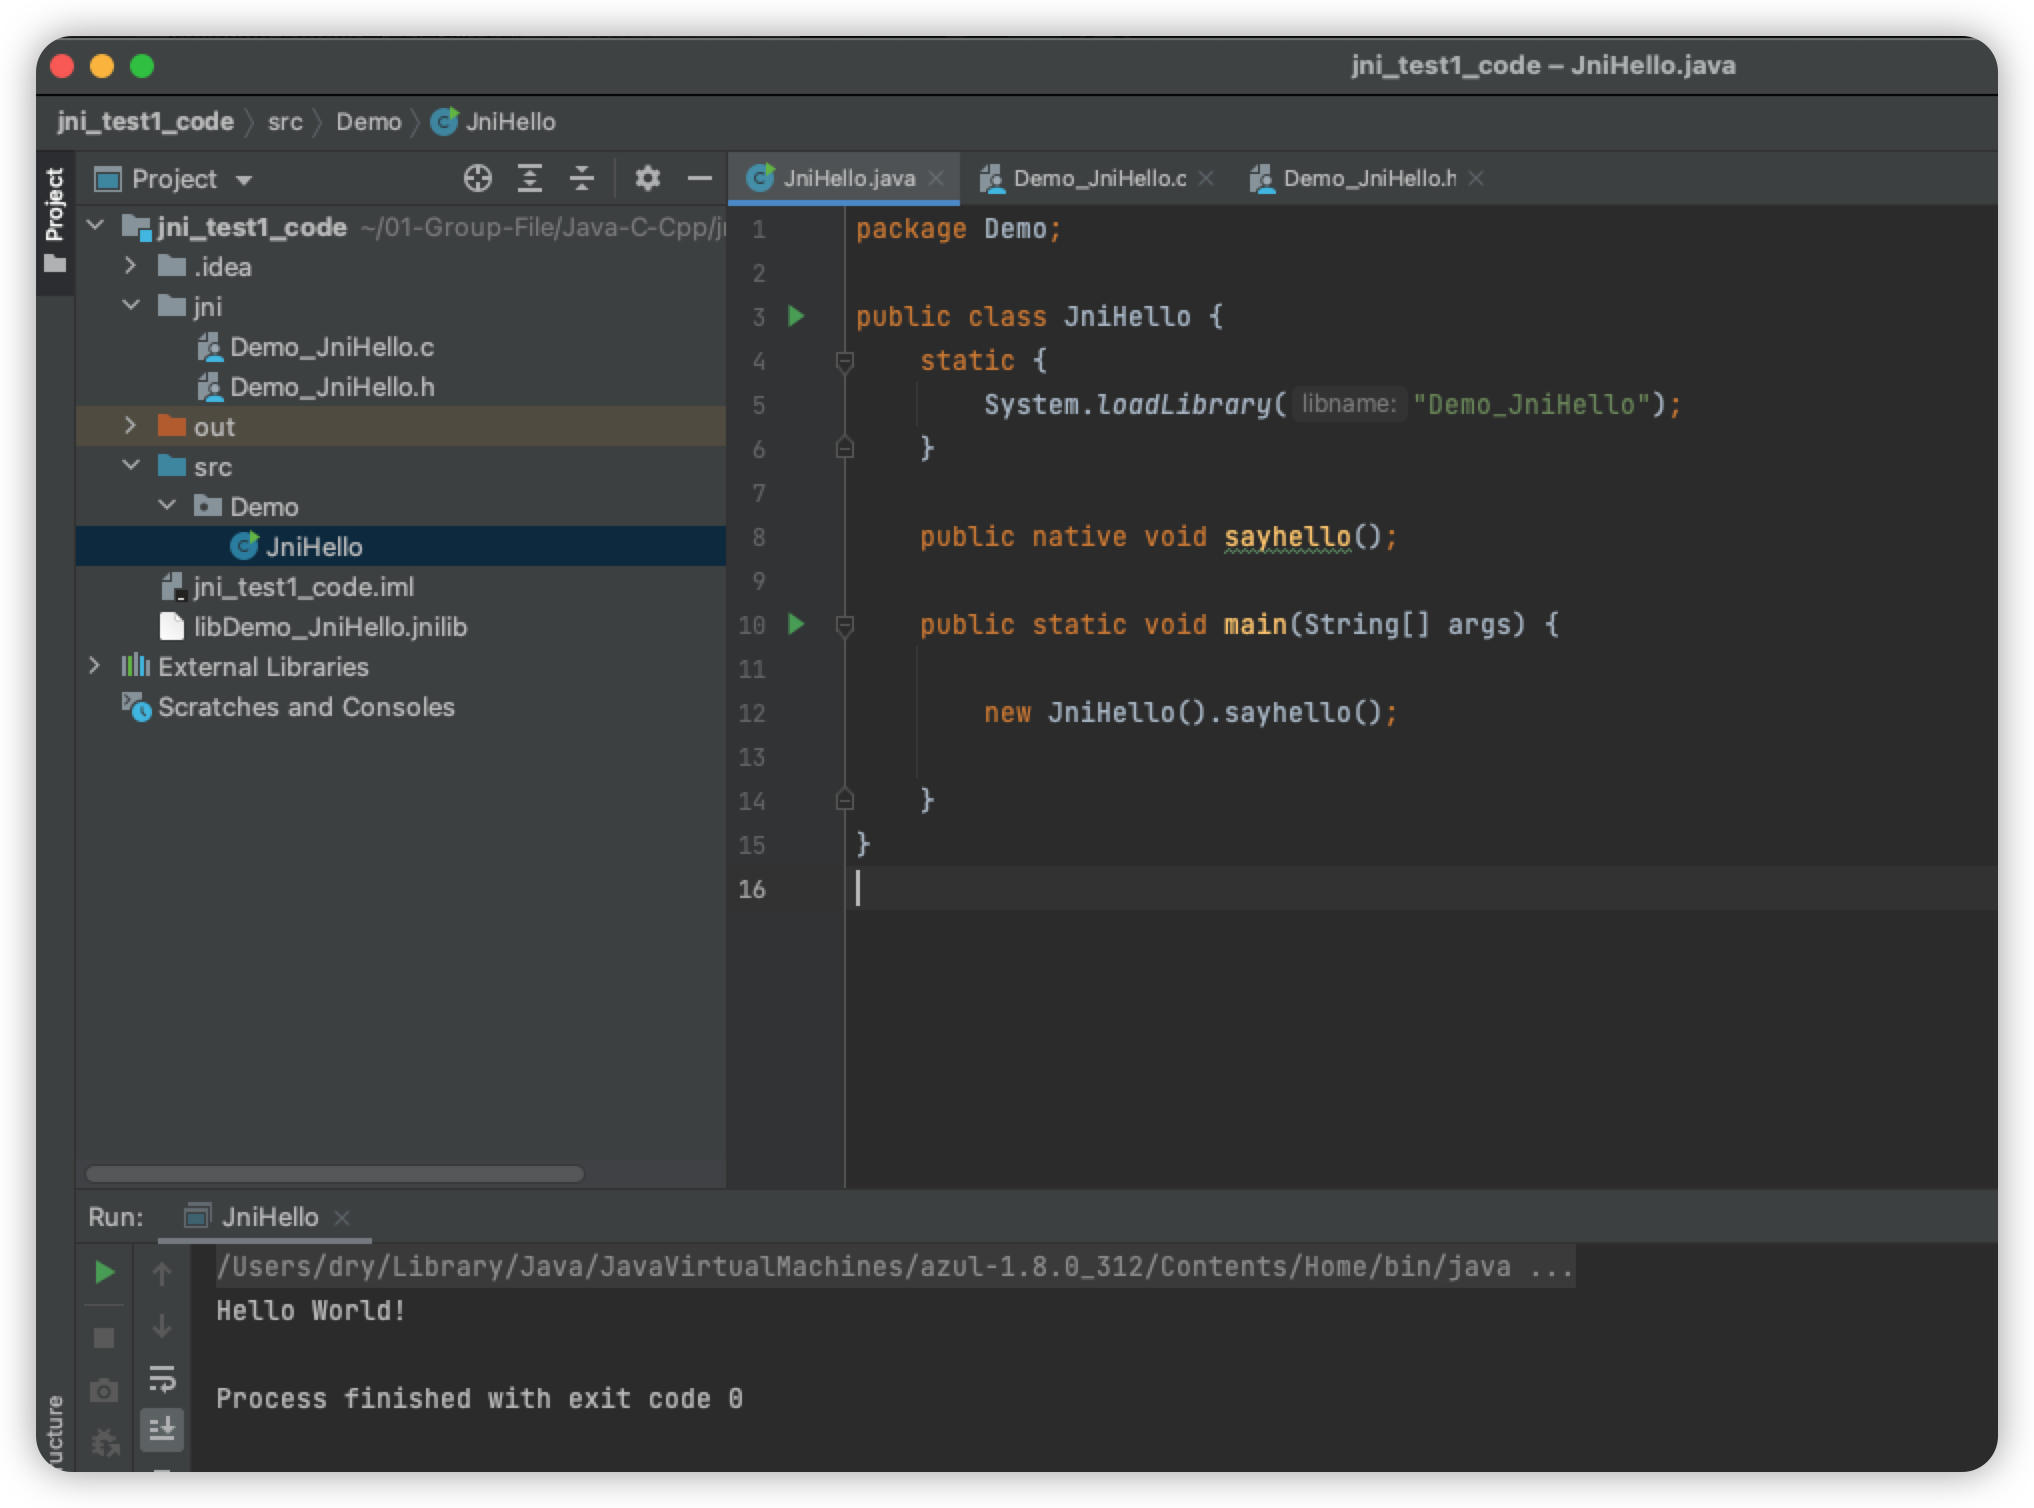 jni_test1_code – JniHello.java
jni_test1_code src Demo JniHello
Project
Project
JniHello.java Demo_JniHello.c Demo_JniHello.h
jni_test1_code ~/01-Group-File/Java-C-Cpp/
.idea
jni
Demo_JniHello.c
Demo_JniHello.h
out
src
Demo
JniHello
jni_test1_code.iml
libDemo_JniHello.jnilib
External Libraries
Scratches and Consoles
1 package Demo;
2
3 public class JniHello {
4 static {
5 System.loadLibrary( libname: "Demo_JniHello");
6 }
7
8 public native void sayhello();
9
10 public static void main(String[] args) {
11
12 new JniHello().sayhello();
13
14 }
15 }
16
Run: JniHello
/Users/dry/Library/Java/JavaVirtualMachines/azul-1.8.0_312/Contents/Home/bin/java ...
Hello World!
Process finished with exit code 0